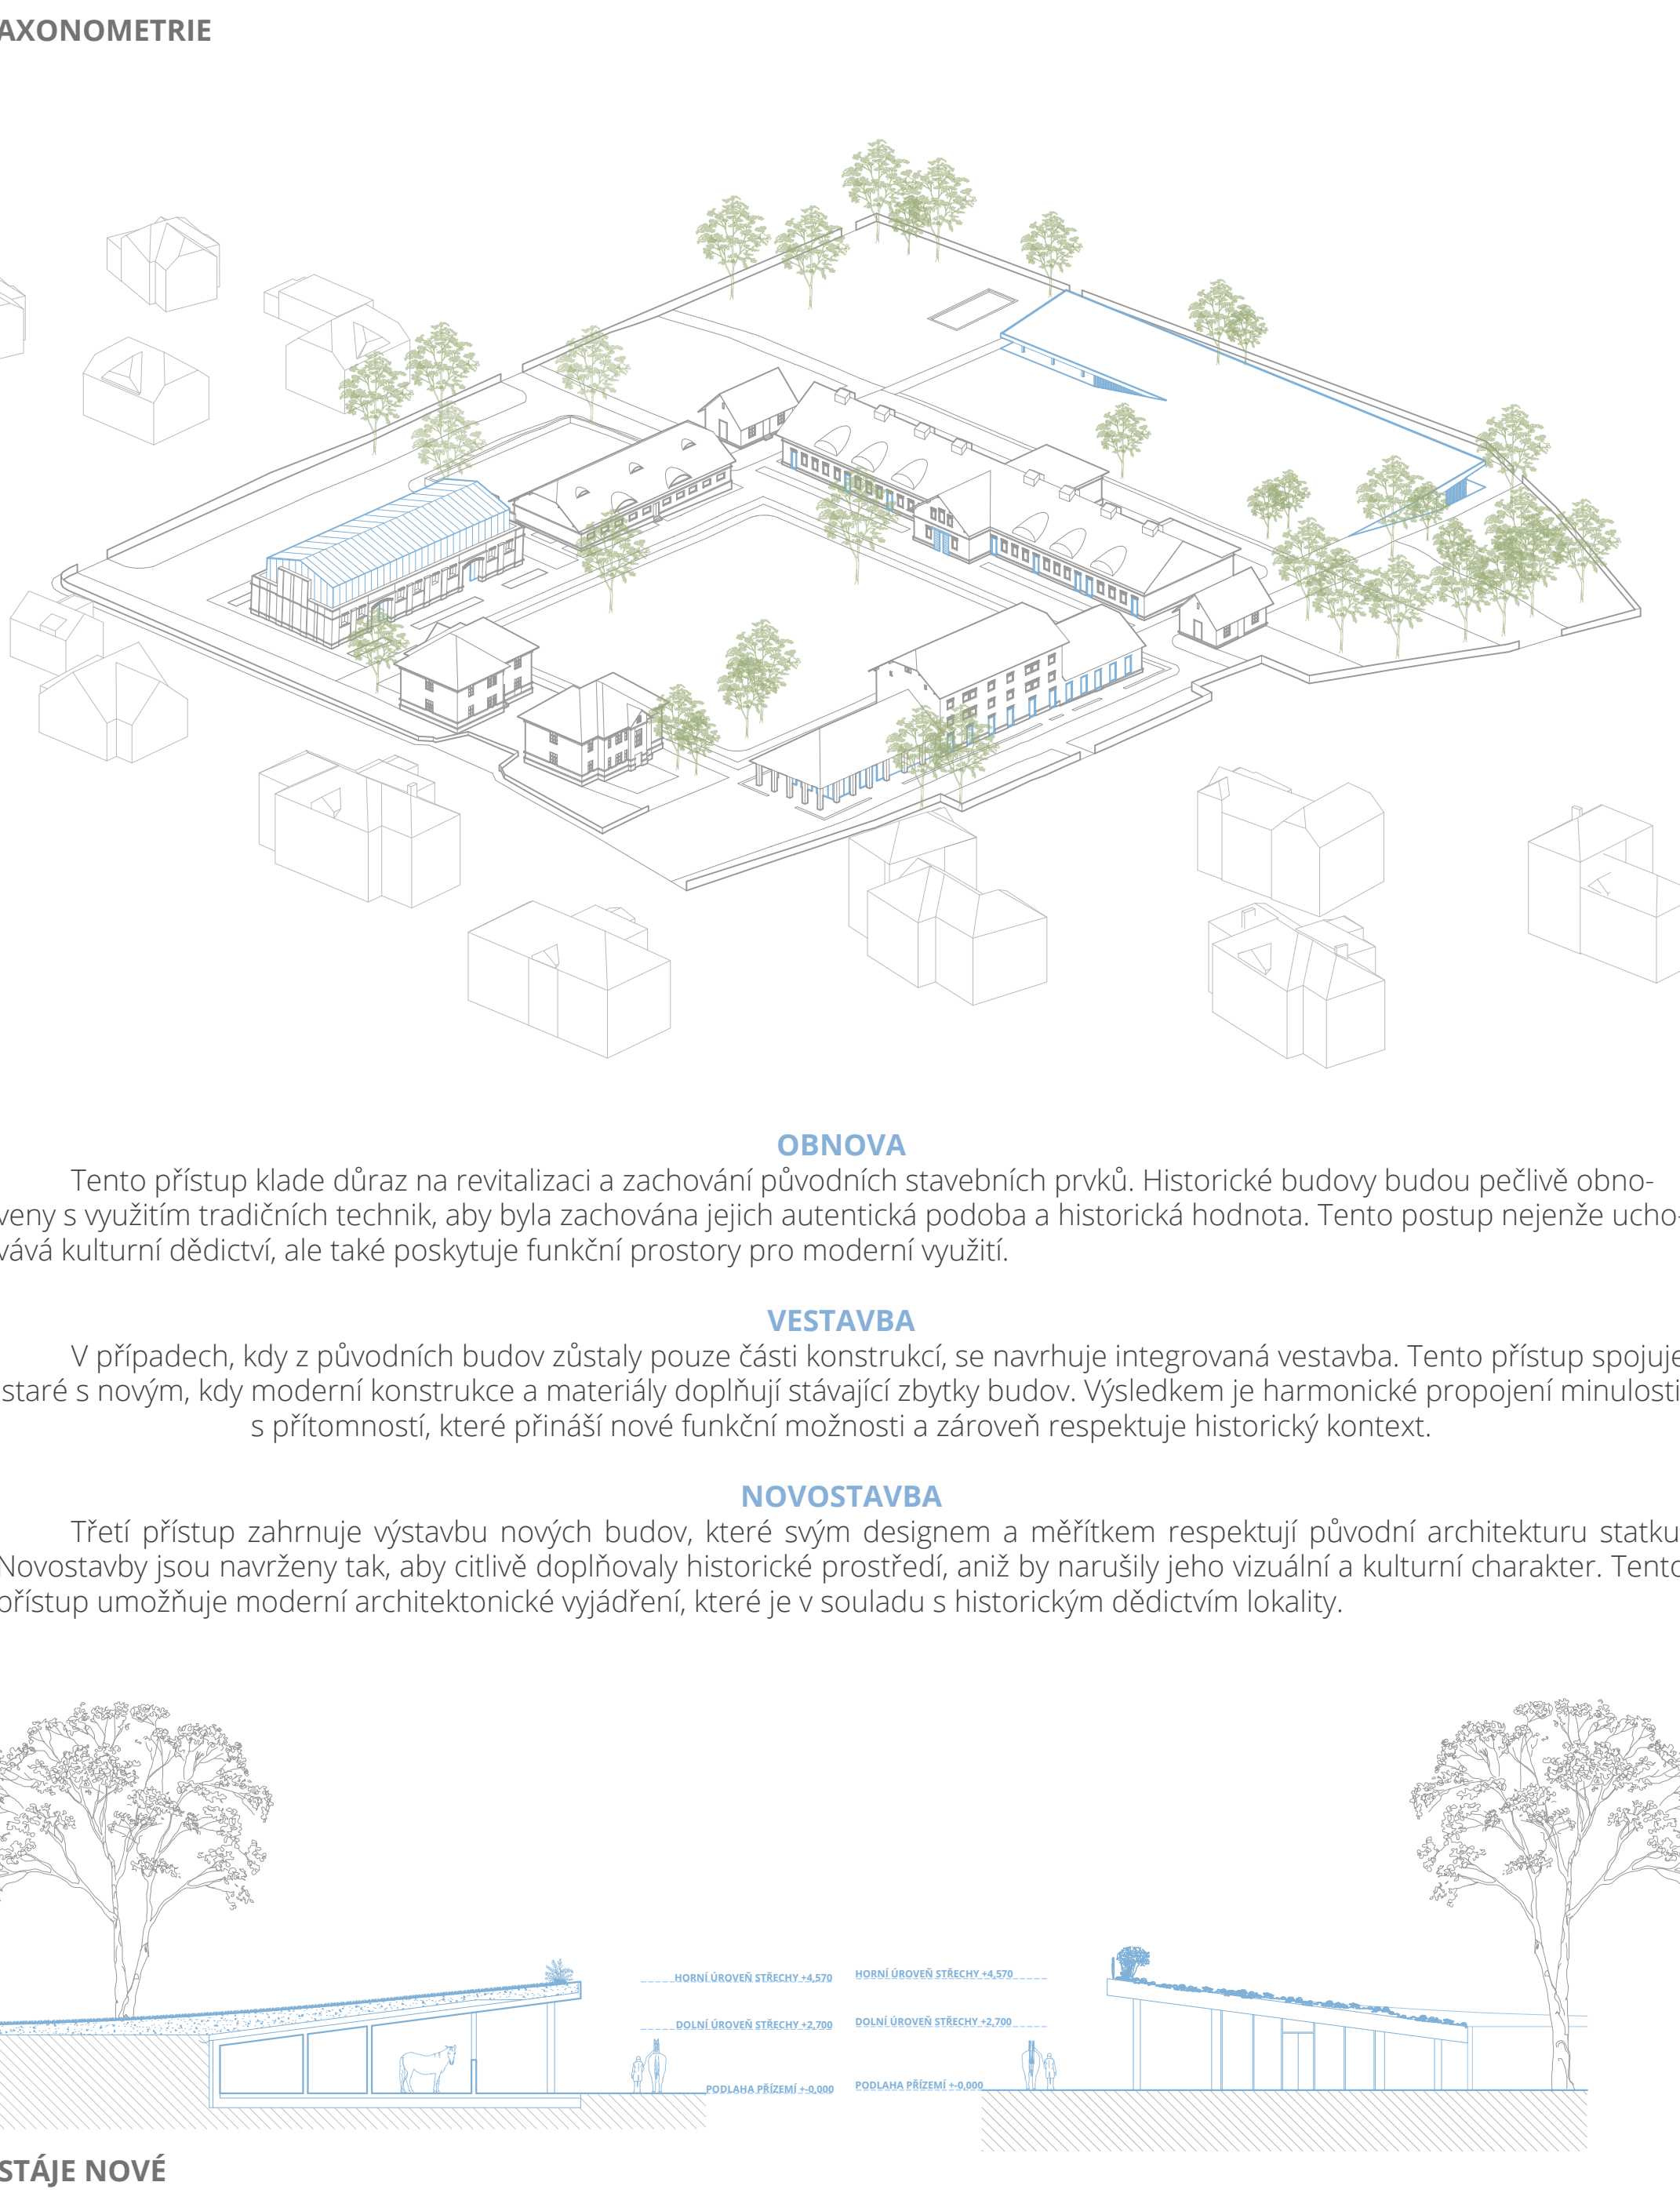 AXONOMETRIE
OBNOVA
Tento přístup klade důraz na revitalizaci a zachování původních stavebních prvků. Historické budovy budou pečlivě obno-
veny s využitím tradičních technik, aby byla zachována jejich autentická podoba a historická hodnota. Tento postup nejenže ucho-
vává kulturní dědictví, ale také poskytuje funkční prostory pro moderní využití.
VESTAVBA
V případech, kdy z původních budov zůstaly pouze části konstrukcí, se navrhuje integrovaná vestavba. Tento přístup spojuje
staré s novým, kdy moderní konstrukce a materiály doplňují stávající zbytky budov. Výsledkem je harmonické propojení minulosti
s přítomností, které přináší nové funkční možnosti a zároveň respektuje historický kontext.
NOVOSTAVBA
Třetí přístup zahrnuje výstavbu nových budov, které svým designem a měřítkem respektují původní architekturu statku
Novostavby jsou navrženy tak, aby citlivě doplňovaly historické prostředí, aniž by narušily jeho vizuální a kulturní charakter. Tento
přístup umožňuje moderní architektonické vyjádření, které je v souladu s historickým dědictvím lokality.
HORNÍ ÚROVEŇ STŘECHY +4,570
DOLNÍ ÚROVEŇ STŘECHY +2,700
PODLAHA PŘÍZEMÍ +-0,000
HORNÍ ÚROVEŇ STŘECHY +4,570
DOLNÍ ÚROVEŇ STŘECHY +2,700
PODLAHA PŘÍZEMÍ +-0,000
STÁJE NOVÉ